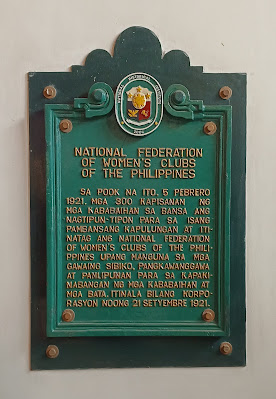 NATIONAL FEDERATION
OF WOMEN'S CLUBS
OF THE PHILIPPINES
SA POOK NA ITO, 5 PEBRERO
1921, MGA 300 KAPISANAN NG
MGA KABABAIHAN SA BANSA ANG
NAGTIPUN-TIPON PARA SA ISANG
PAMBANSANG KAPULUNGAN AT ITI-
NATAG ANG NATIONAL FEDERATION
OF WOMEN'S CLUBS OF THE PHILI-
PPINES UPANG MANGUNA SA MGA
GAWAING SIBIKO, PANGKAWANGGAWA
AT PANLIPUNAN PARA SA KAPAKI-
NABANGAN NG MGA KABABAIHAN AT
MGA BATA. ITINALA BILANG KORPO-
RASYON NOONG 21 SETYEMBRE 1921.